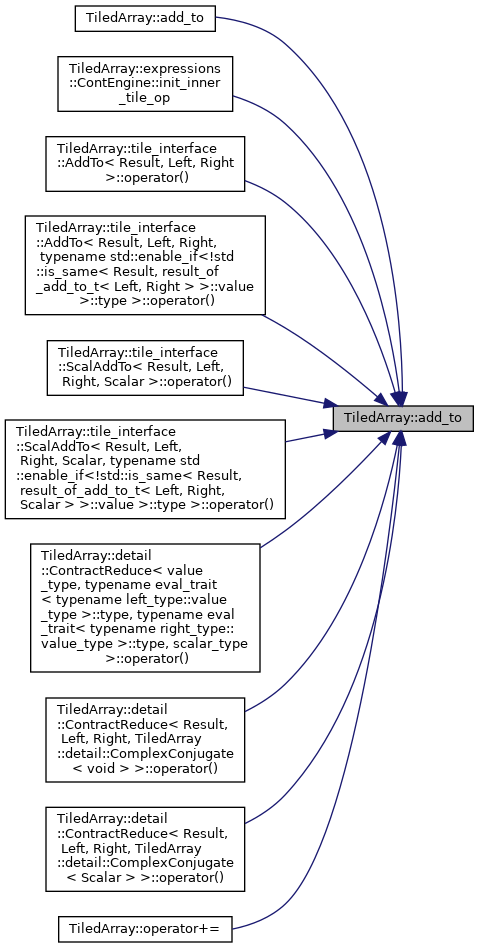 TiledArray::add_to
TiledArray::expressions
::ContEngine::init_inner
_tile_op
TiledArray::tile_interface
::AddTo< Result, Left, Right
>::operator()
TiledArray::tile_interface
::AddTo< Result, Left, Right,
typename std::enable_if<!std
::is_same< Result, result_of
_add_to_t< Left, Right > >::value
>::type >::operator()
TiledArray::tile_interface
::ScalAddTo< Result, Left,
Right, Scalar >::operator()
TiledArray::add_to
TiledArray::tile_interface
::ScalAddTo< Result, Left,
Right, Scalar, typename std
::enable_if<!std::is_same< Result,
result_of_add_to_t< Left, Right,
Scalar > >::value >::type >::operator()
TiledArray::detail
::ContractReduce< value
_type, typename eval_trait
< typename left_type::value
_type >::type, typename eval
_trait< typename right_type::
value_type >::type, scalar_type
>::operator()
TiledArray::detail
::ContractReduce< Result,
Left, Right, TiledArray
::detail::ComplexConjugate
< void > >::operator()
TiledArray::detail
::ContractReduce< Result,
Left, Right, TiledArray
::detail::ComplexConjugate
< Scalar > >::operator()
TiledArray::operator+=